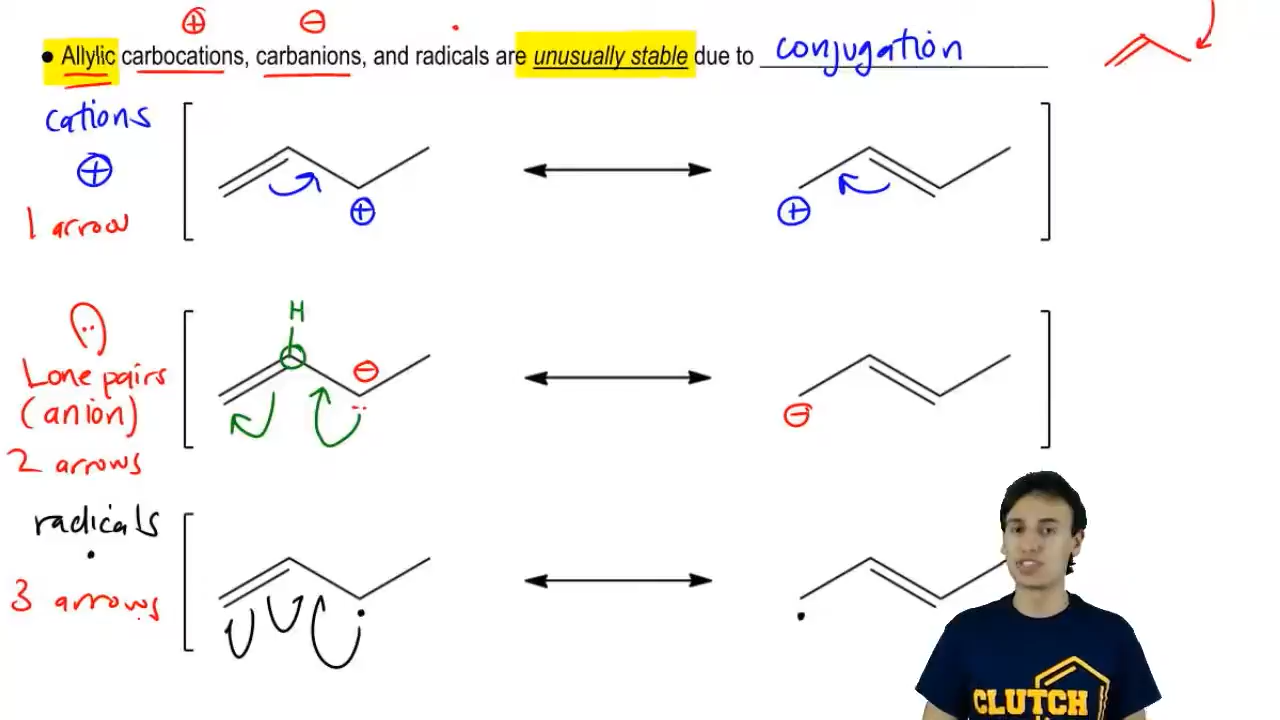 • Allylic carbocations, carbanions, and radicals are unusually stable due to conjugation
cations
⊕
1 arrow
⊕
⊕
H
Lone pairs
(anion)
2 arrows
⊖
⊖
radicals
3 arrows
CLUTCH